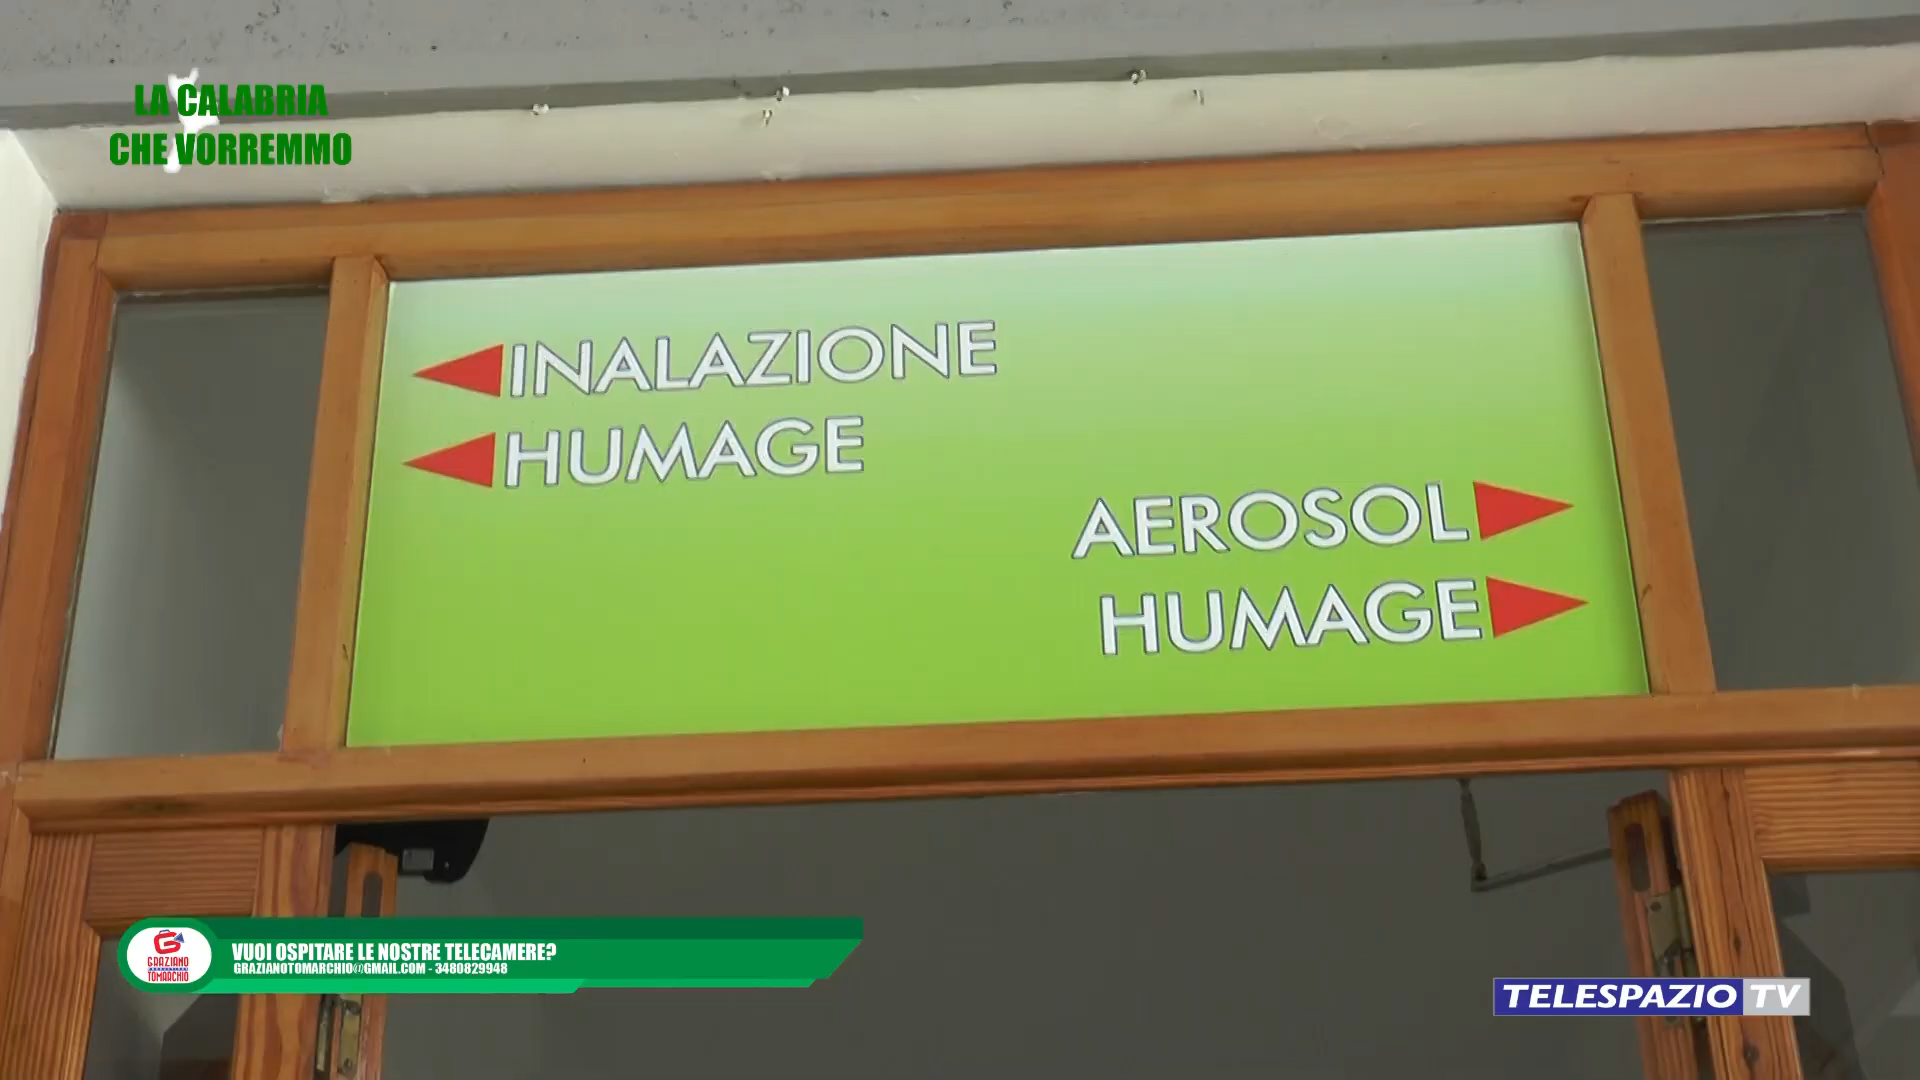 LA CALABRIA
CHE VORREMMO
INALAZIONE
HUMAGE
AEROSOL
HUMAGE
VUOI OSPITARE LE NOSTRE TELECAMERE?
GRAZIANOTOMARCHIO@GMAIL.COM - 3480829948
GRAZIANO
TOMARCHIO
TELESPAZIO TV